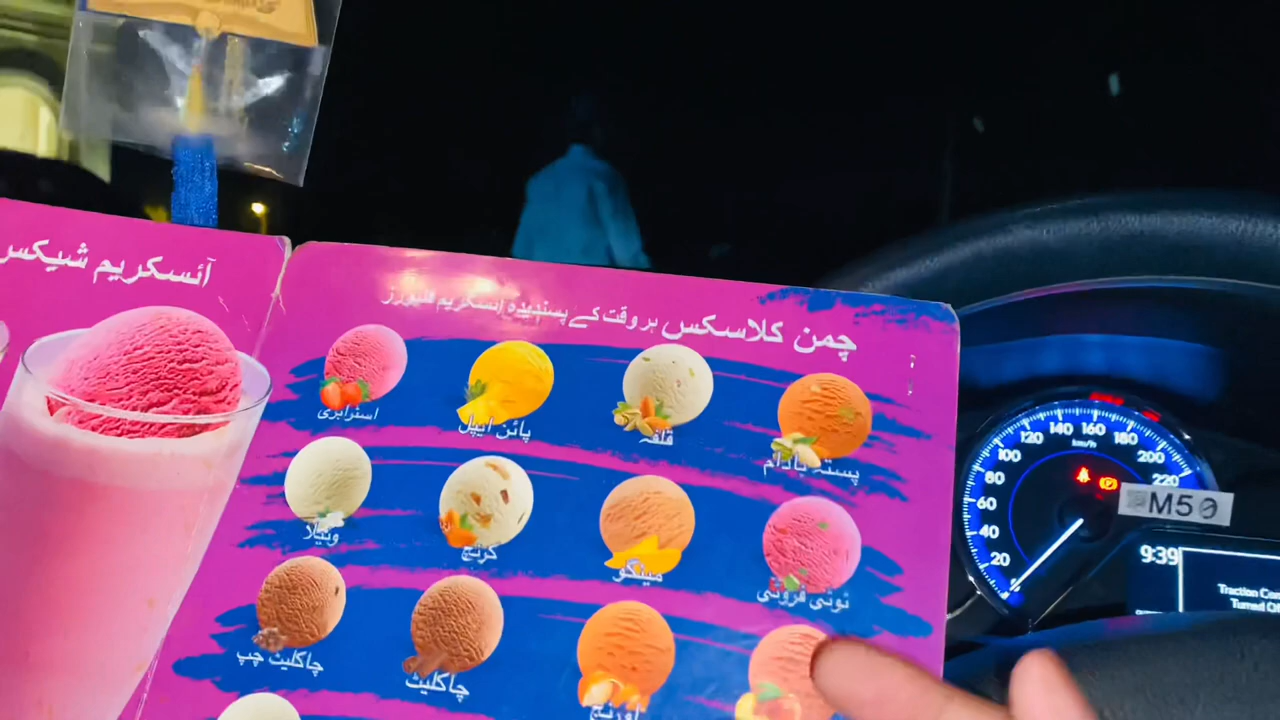 آئسکریم شیکس
چمن کلاسکس ہر وقت کے پسندیدہ آئسکریم فلیورز
پستہ بادام
قلفہ
پائن ایپل
اسٹرابری
ٹوٹی فروٹی
مینگو
کرنچ
ونیلا
اورنج
چاکلیٹ
چاکلیٹ چپ
20
40
60
80
100
120
140
160
180
200
220
km/h
M50
9:39
Traction
Turned